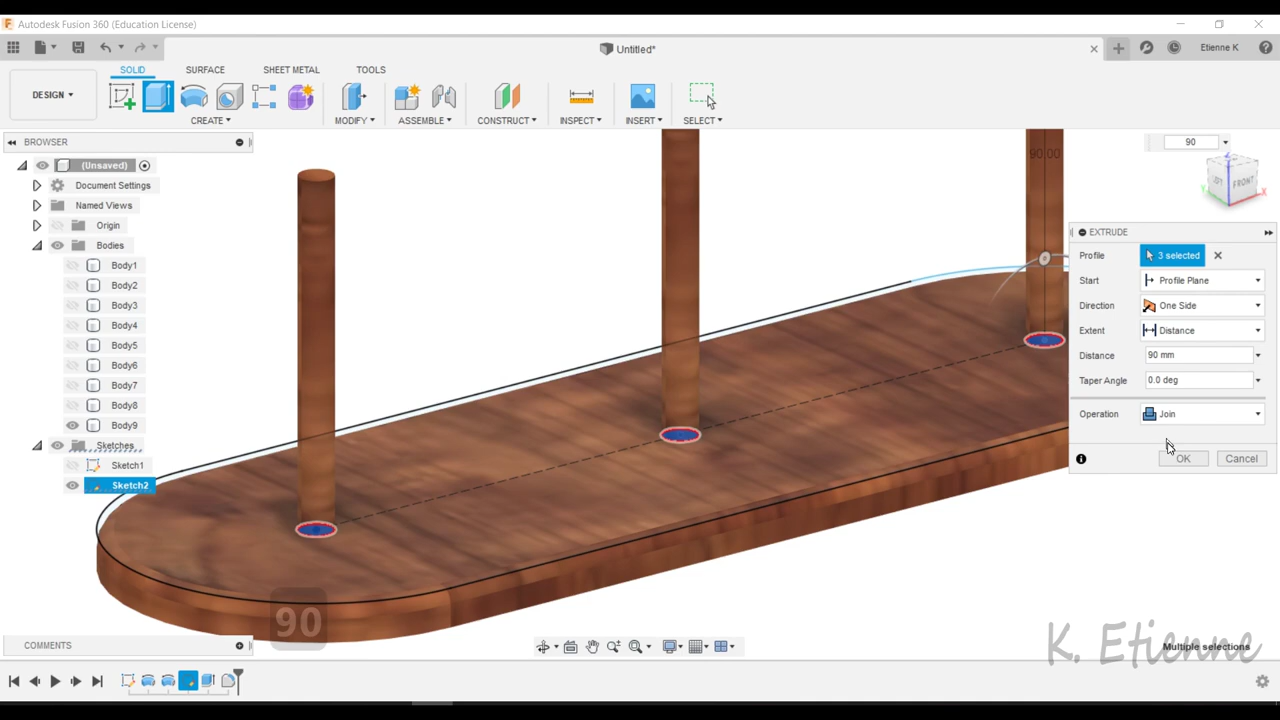 Autodesk Fusion 360 (Education License)
Untitled*
Etienne K
SOLID SURFACE SHEET METAL TOOLS
DESIGN
CREATE MODIFY ASSEMBLE CONSTRUCT INSPECT INSERT SELECT
BROWSER
(Unsaved)
Document Settings
Named Views
Origin
Bodies
Body1
Body2
Body3
Body4
Body5
Body6
Body7
Body8
Body9
Sketches
Sketch1
Sketch2
90.00
90
FRONT
EXTRUDE
Profile 3 selected
Start Profile Plane
Direction One Side
Extent Distance
Distance 90 mm
Taper Angle 0.0 deg
Operation Join
OK Cancel
90
COMMENTS
Multiple selections
K. Etienne